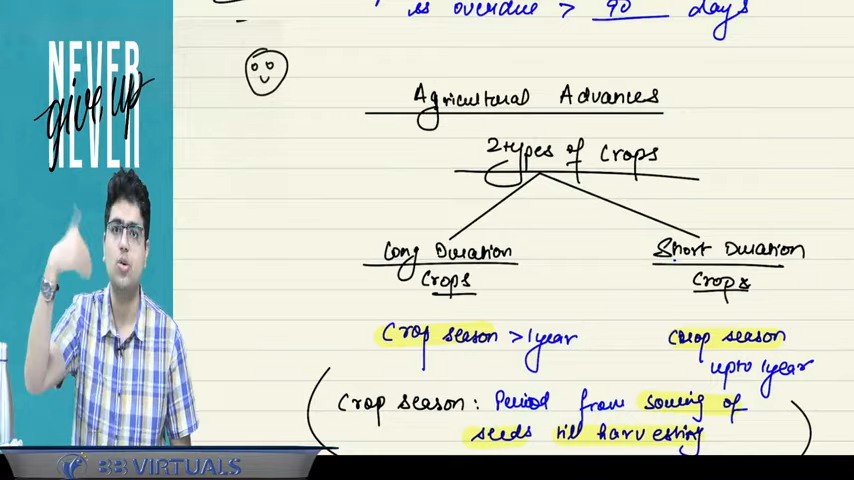 is overdue > 90 days
NEVER
give up
NEVER
Agricultural Advances
2 types of Crops
Long Duration
Crops
Short Duration
Crops
Crop season > 1 year
Crop season
upto 1 year
Crop season: Period from sowing of
seeds till harvesting
BB VIRTUALS